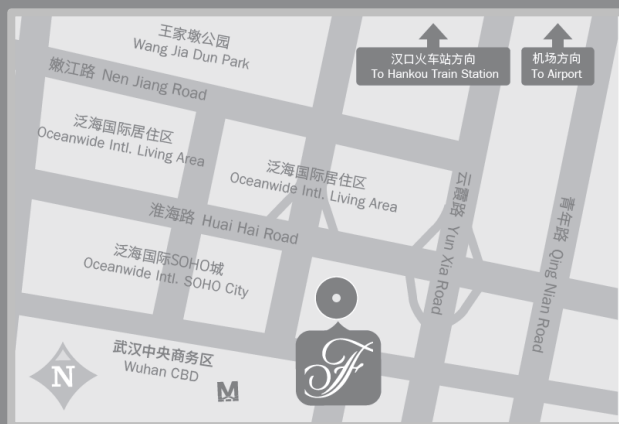 王家墩公园
Wang Jia Dun Park
汉口火车站方向
To Hankou Train Station
机场方向
To Airport
嫩江路 Nen Jiang Road
泛海国际居住区
Oceanwide Intl. Living Area
泛海国际居住区
Oceanwide Intl. Living Area
云霞路 Yun Xia Road
青年路 Qing Nian Road
淮海路 Huai Hai Road
泛海国际SOHO城
Oceanwide Intl. SOHO City
武汉中央商务区
Wuhan CBD
N
F